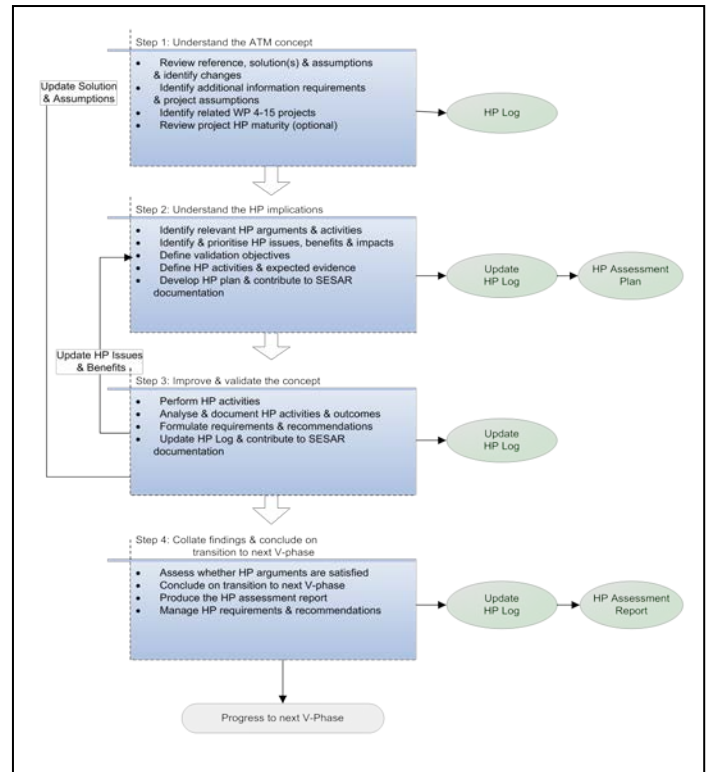 Step 1: Understand the ATM concept
• Review reference, solution(s) & assumptions
& identify changes
• Identify additional information requirements
& project assumptions
• Identify related WP 4-15 projects
• Review project HP maturity (optional)
Update Solution
& Assumptions
HP Log
Step 2: Understand the HP implications
• Identify relevant HP arguments & activities
• Identify & prioritise HP issues, benefits & impacts
• Define validation objectives
• Define HP activities & expected evidence
• Develop HP plan & contribute to SESAR
documentation
Update
HP Log
HP Assessment
Plan
Update HP Issues
& Benefits
Step 3: Improve & validate the concept
• Perform HP activities
• Analyse & document HP activities & outcomes
• Formulate requirements & recommendations
• Update HP Log & contribute to SESAR
documentation
Update
HP Log
Step 4: Collate findings & conclude on
transition to next V-phase
• Assess whether HP arguments are satisfied
• Conclude on transition to next V-phase
• Produce the HP assessment report
• Manage HP requirements & recommendations
Update
HP Log
HP Assessment
Report
Progress to next V-Phase